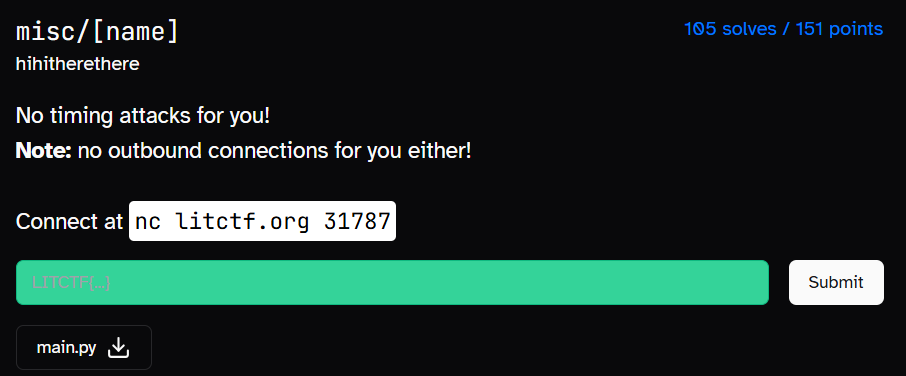 misc/[name]
105 solves / 151 points
hihitherethere
No timing attacks for you!
Note: no outbound connections for you either!
Connect at nc litctf.org 31787
LITCTF{...}
Submit
main.py